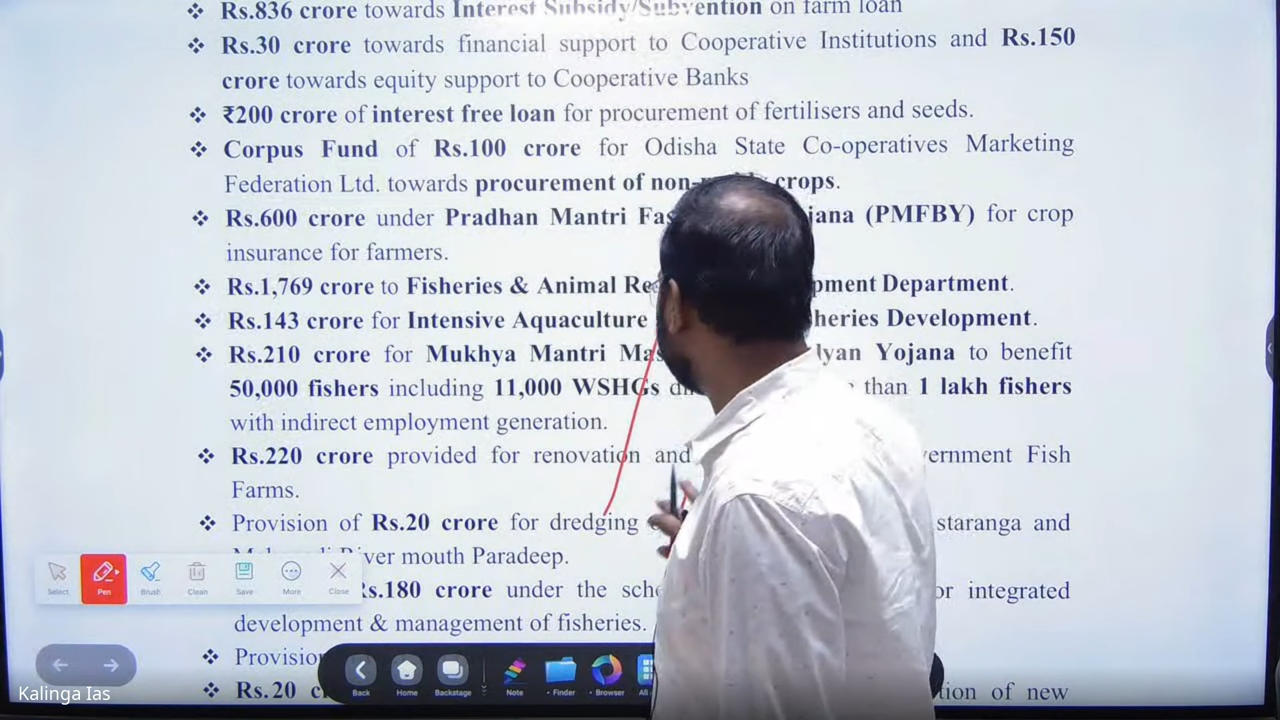 ❖ Rs.836 crore towards Interest Subsidy/Subvention on farm loan
❖ Rs.30 crore towards financial support to Cooperative Institutions and Rs.150
crore towards equity support to Cooperative Banks
❖ ₹200 crore of interest free loan for procurement of fertilisers and seeds.
❖ Corpus Fund of Rs.100 crore for Odisha State Co-operatives Marketing
Federation Ltd. towards procurement of non- crops.
❖ Rs.600 crore under Pradhan Mantri Fas jana (PMFBY) for crop
insurance for farmers.
❖ Rs.1,769 crore to Fisheries & Animal Re pment Department.
❖ Rs.143 crore for Intensive Aquaculture heries Development.
❖ Rs.210 crore for Mukhya Mantri Mas lyan Yojana to benefit
50,000 fishers including 11,000 WSHGs di than 1 lakh fishers
with indirect employment generation.
❖ Rs.220 crore provided for renovation and ernment Fish
Farms.
❖ Provision of Rs.20 crore for dredging staranga and
River mouth Paradeep.
Rs.180 crore under the sch or integrated
development & management of fisheries.
❖ Provision
❖ Rs.20 c tion of new
Select Pen Brush Clean Save More Close
Back Home Backstage Note • Finder • Browser All
Kalinga Ias